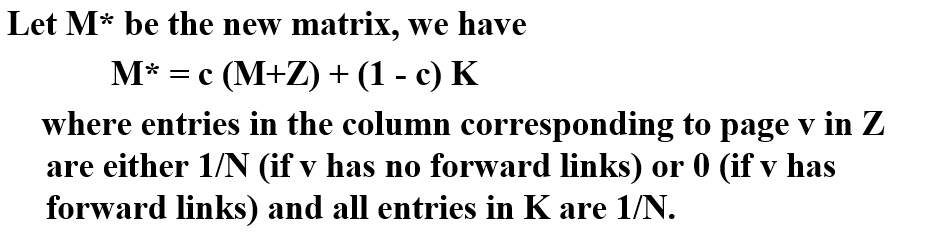 Let M* be the new matrix, we have
M* = c (M+Z) + (1 - c) K
where entries in the column corresponding to page v in Z
are either 1/N (if v has no forward links) or 0 (if v has
forward links) and all entries in K are 1/N.